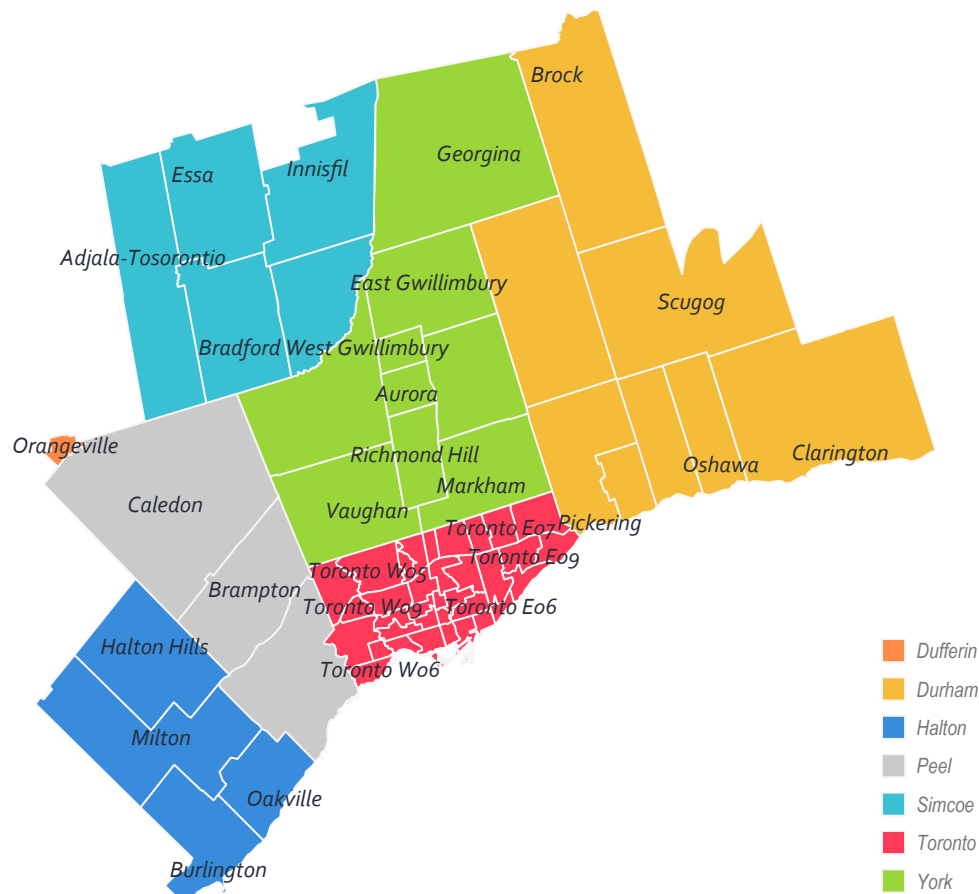 Brock
Georgina
Innisfil
Essa
Adjala-Tosorontio
East Gwillimbury
Scugog
Bradford West Gwillimbury
Aurora
Orangeville
Richmond Hill
Clarington
Oshawa
Markham
Caledon
Vaughan
Pickering
Toronto E07
Toronto E09
Toronto W05
Brampton
Toronto W09
Toronto E06
Halton Hills
Toronto W06
Milton
Oakville
Burlington
Dufferin
Durham
Halton
Peel
Simcoe
Toronto
York